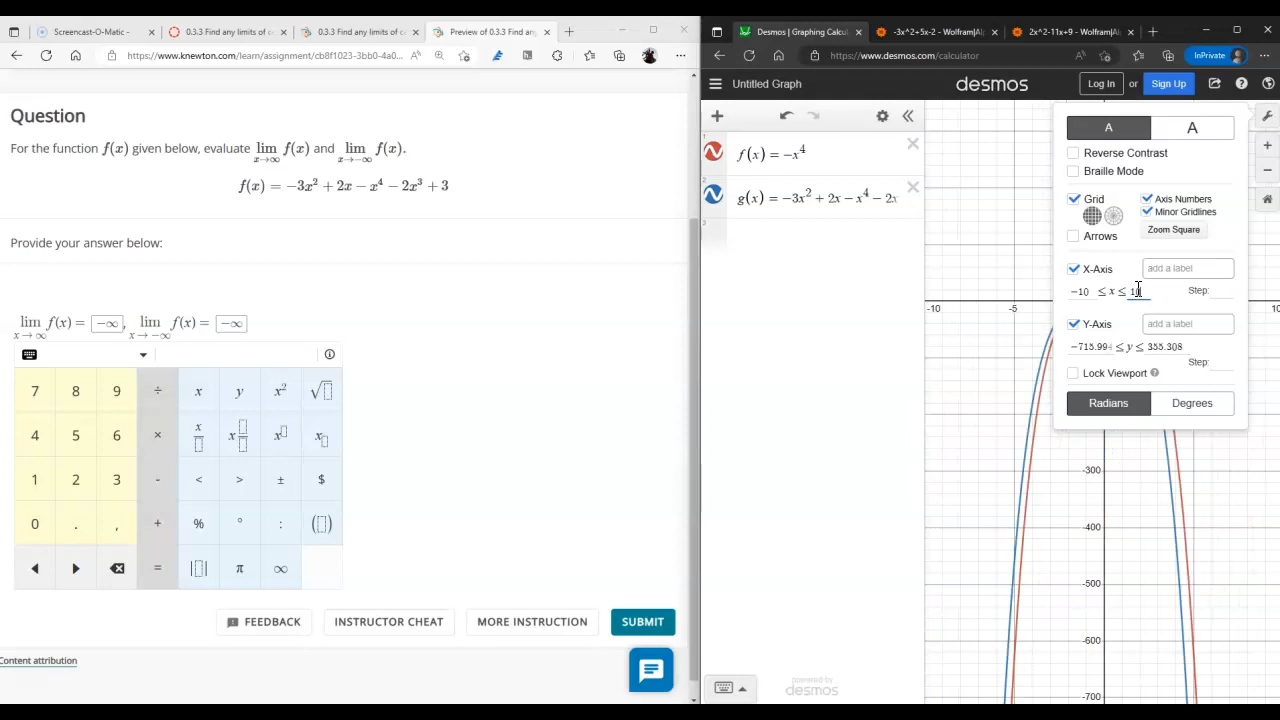 Screencast-O-Matic -
0.3.3 Find any limits of c
0.3.3 Find any limits of c
Preview of 0.3.3 Find any
https://www.knewton.com/learn/assignment/cb8f1023-3bb0-4a0...
Question
For the function f(x) given below, evaluate lim x→∞ f(x) and lim x→−∞ f(x).
f(x) = −3x² + 2x − x⁴ − 2x³ + 3
Provide your answer below:
lim x→∞ f(x) = −∞, lim x→−∞ f(x) = −∞
7 8 9 ÷ x y x² √
4 5 6 × x x x x
1 2 3 - < > ± $
0 . , + % ° : ()
= | | π ∞
FEEDBACK
INSTRUCTOR CHEAT
MORE INSTRUCTION
SUBMIT
Content attribution
Desmos | Graphing Calcul
-3x^2+5x-2 - Wolfram|Al
2x^2-11x+9 - Wolfram|Al
https://www.desmos.com/calculator
InPrivate
Untitled Graph
desmos
Log In
or
Sign Up
1
f(x) = −x⁴
2
g(x) = −3x² + 2x − x⁴ − 2x
3
powered by
desmos
A
A
Reverse Contrast
Braille Mode
Grid
Axis Numbers
Minor Gridlines
Arrows
Zoom Square
X-Axis
add a label
−10 ≤ x ≤ 10
Step:
Y-Axis
add a label
−715.994 ≤ y ≤ 355.308
Step:
Lock Viewport
Radians
Degrees
-10
-5
10
-300
-400
-500
-600
-700